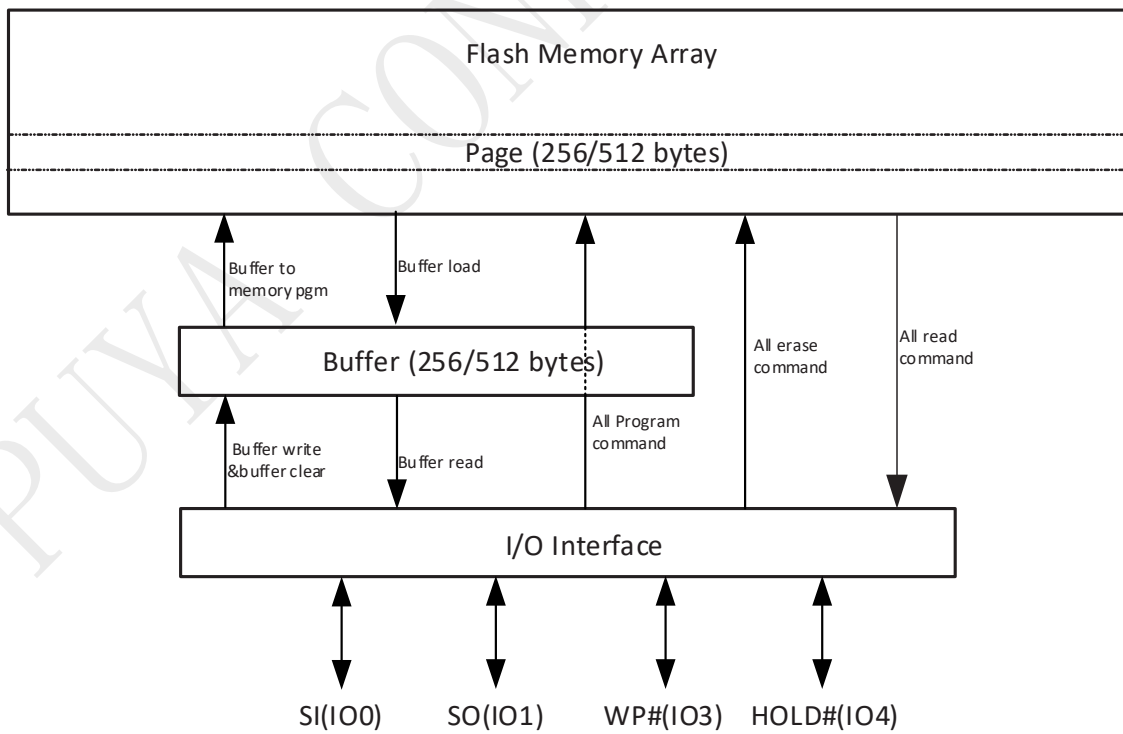 Flash Memory Array
Page (256/512 bytes)
Buffer to
memory pgm
Buffer load
Buffer (256/512 bytes)
All erase
command
All read
command
Buffer write
&buffer clear
Buffer read
All Program
command
I/O Interface
SI(IO0)
SO(IO1)
WP#(IO3)
HOLD#(IO4)
PUYA CON